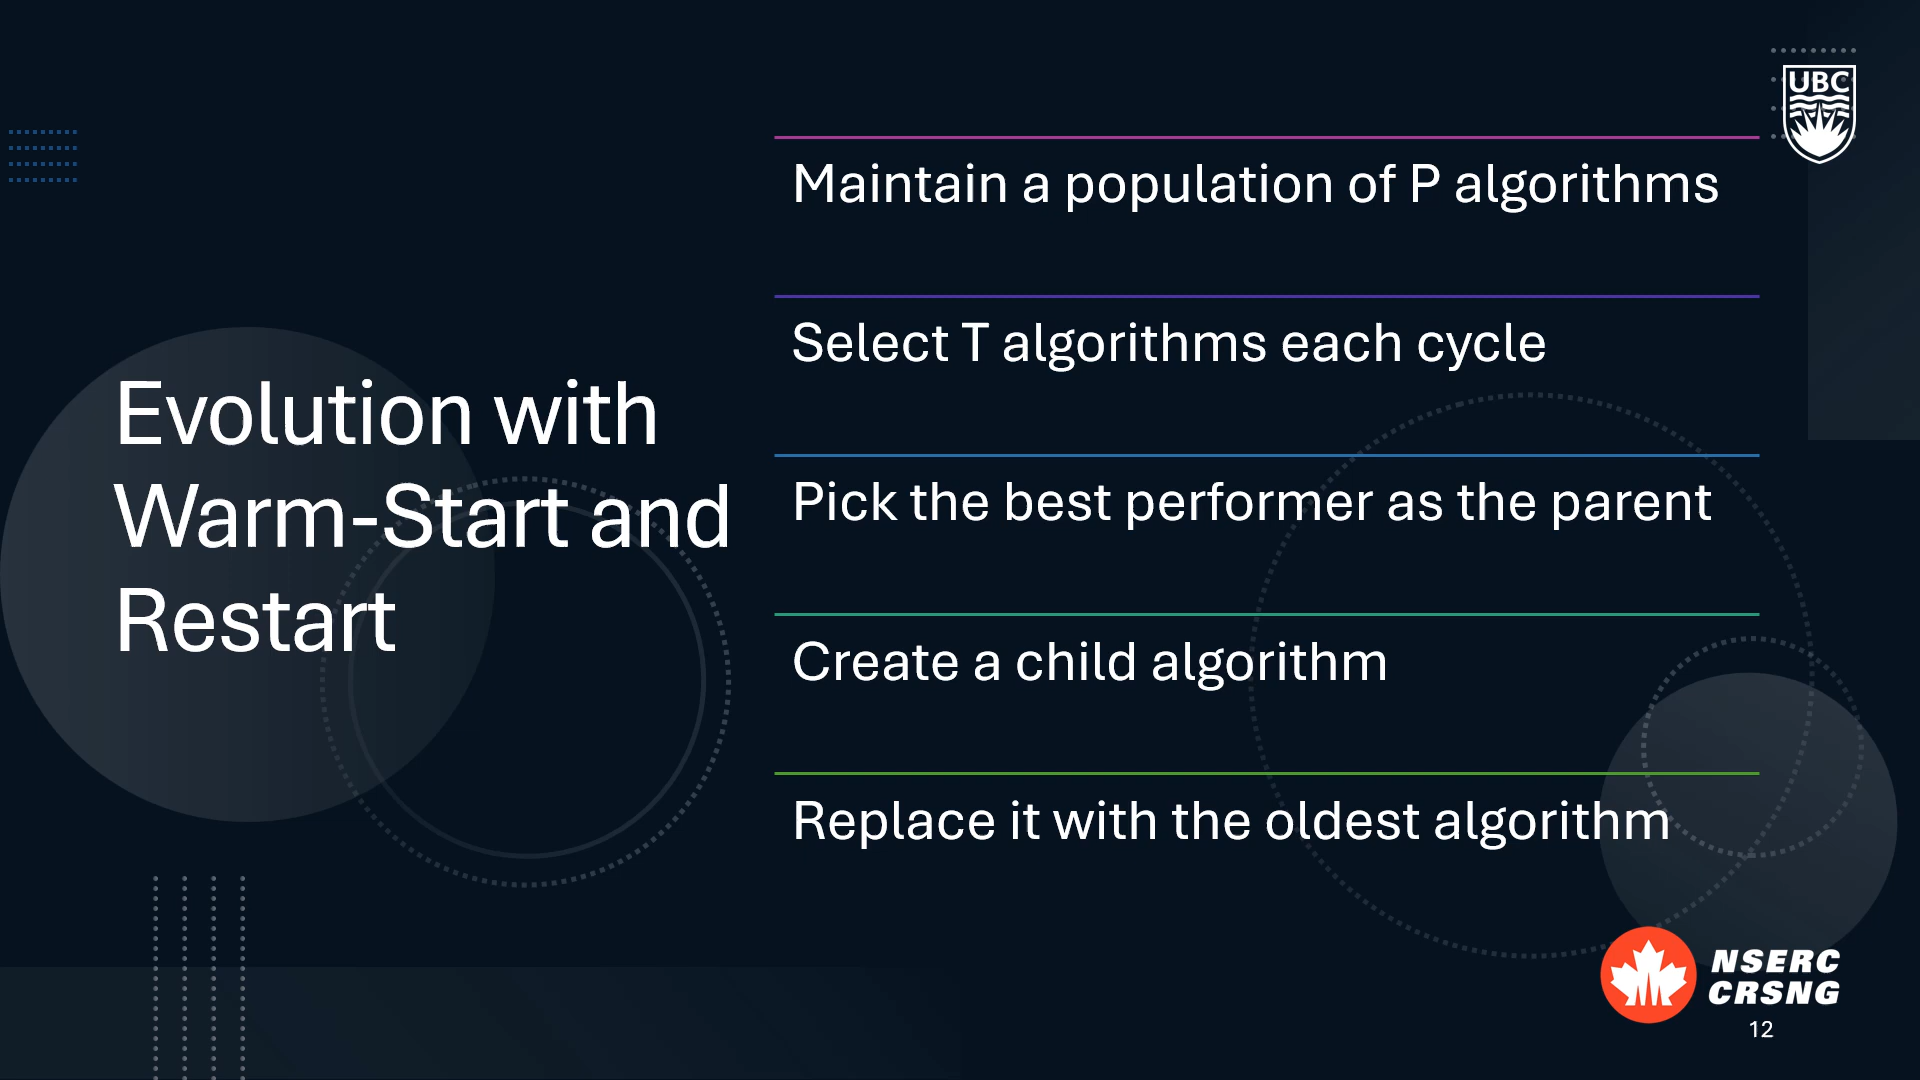 UBC
Evolution with
Warm-Start and
Restart
Maintain a population of P algorithms
Select T algorithms each cycle
Pick the best performer as the parent
Create a child algorithm
Replace it with the oldest algorithm
NSERC
CRSNG
12